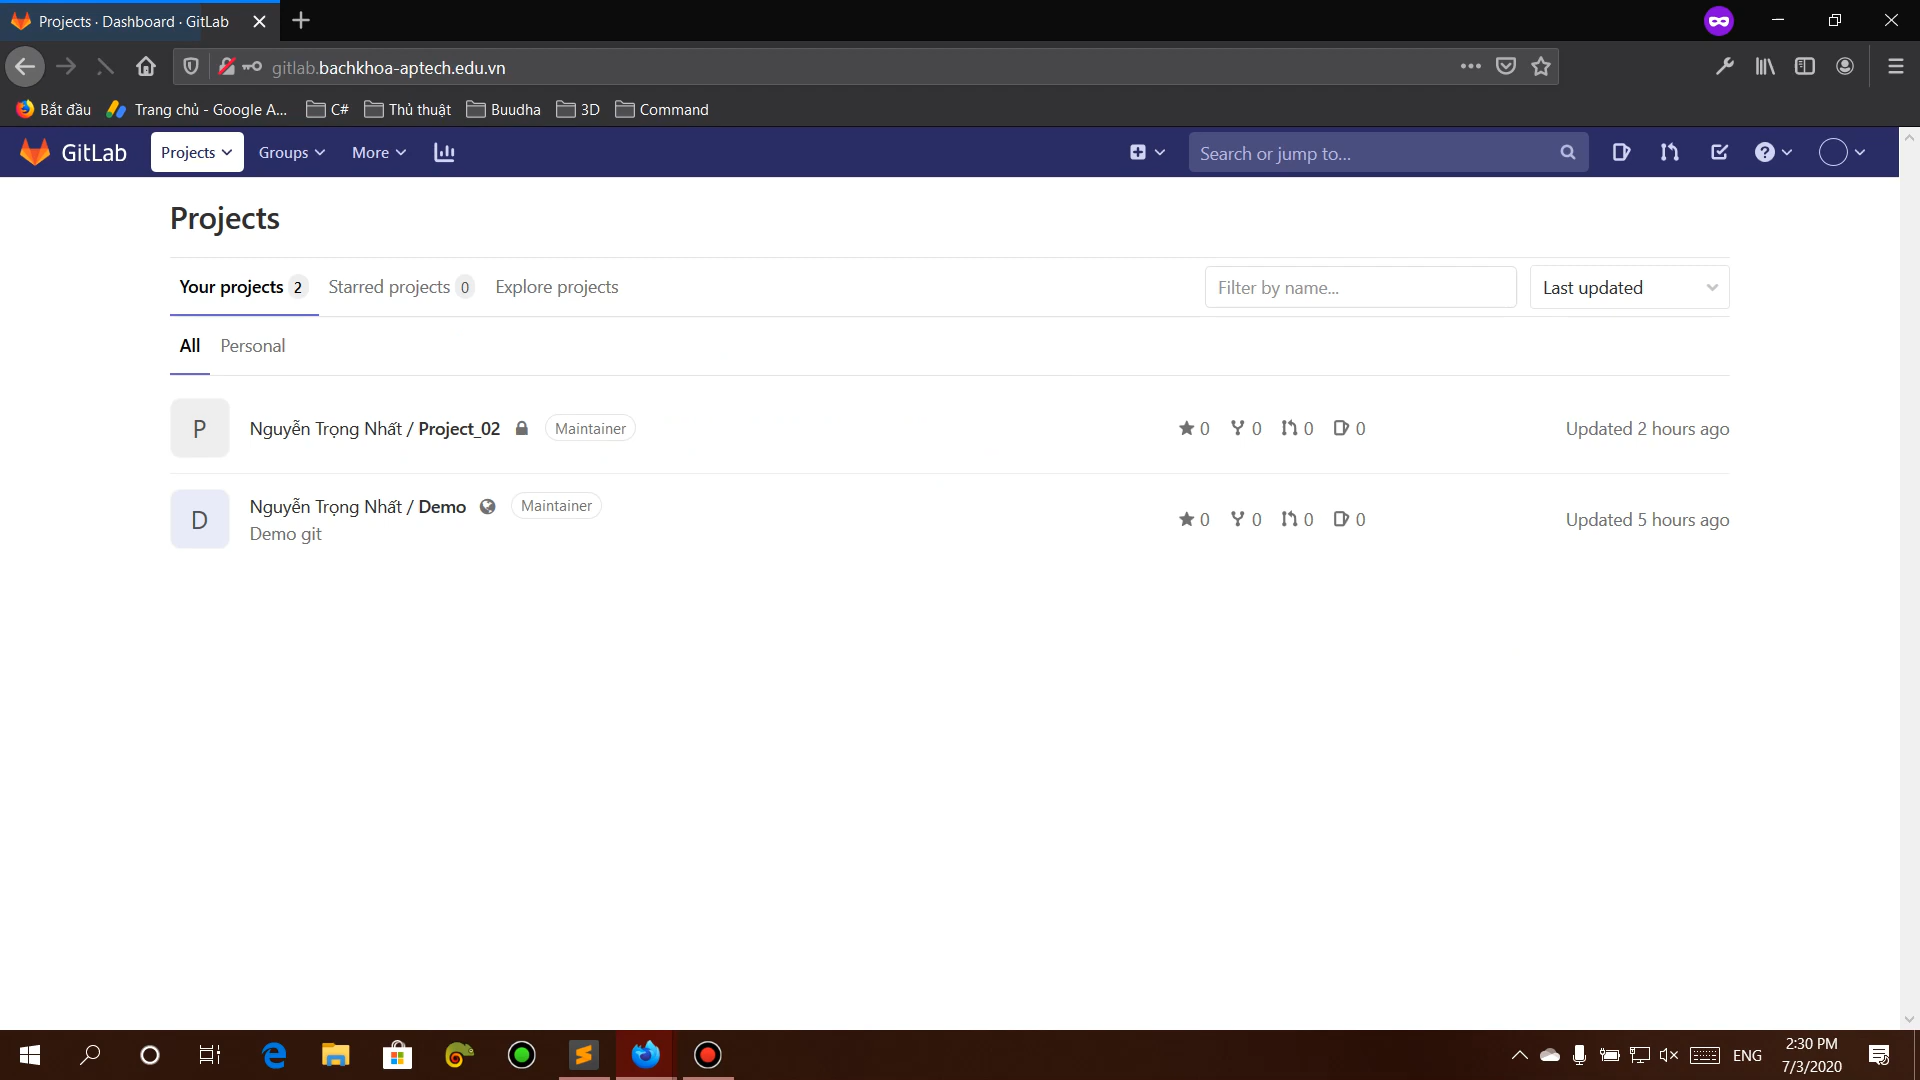 Projects · Dashboard · GitLab
gitlab.bachkhoa-aptech.edu.vn
Bắt đầu Trang chủ - Google A... C# Thủ thuật Buudha 3D Command
GitLab Projects Groups More Search or jump to...
Projects
Your projects 2 Starred projects 0 Explore projects Filter by name... Last updated
All Personal
P Nguyễn Trọng Nhất / Project_02 Maintainer 0 0 0 0 Updated 2 hours ago
D Nguyễn Trọng Nhất / Demo Maintainer 0 0 0 0 Updated 5 hours ago
Demo git
ENG 2:30 PM
7/3/2020